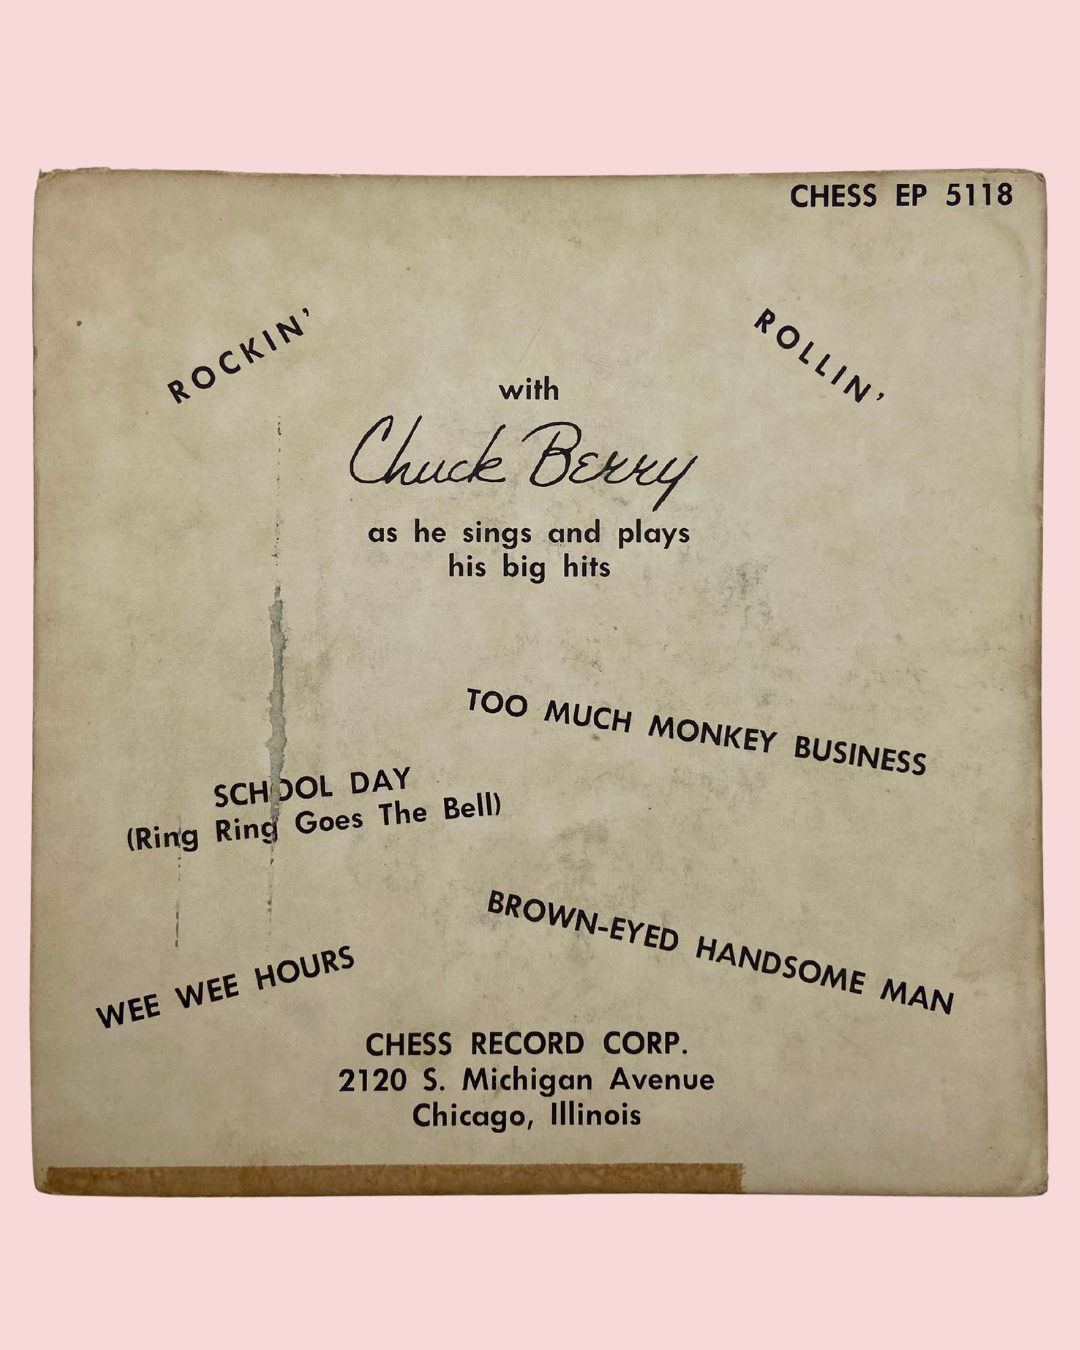 CHESS EP 5118
ROCKIN' ROLLIN'
with
Chuck Berry
as he sings and plays
his big hits
TOO MUCH MONKEY BUSINESS
SCHOOL DAY
(Ring Ring Goes The Bell)
BROWN-EYED HANDSOME MAN
WEE WEE HOURS
CHESS RECORD CORP.
2120 S. Michigan Avenue
Chicago, Illinois